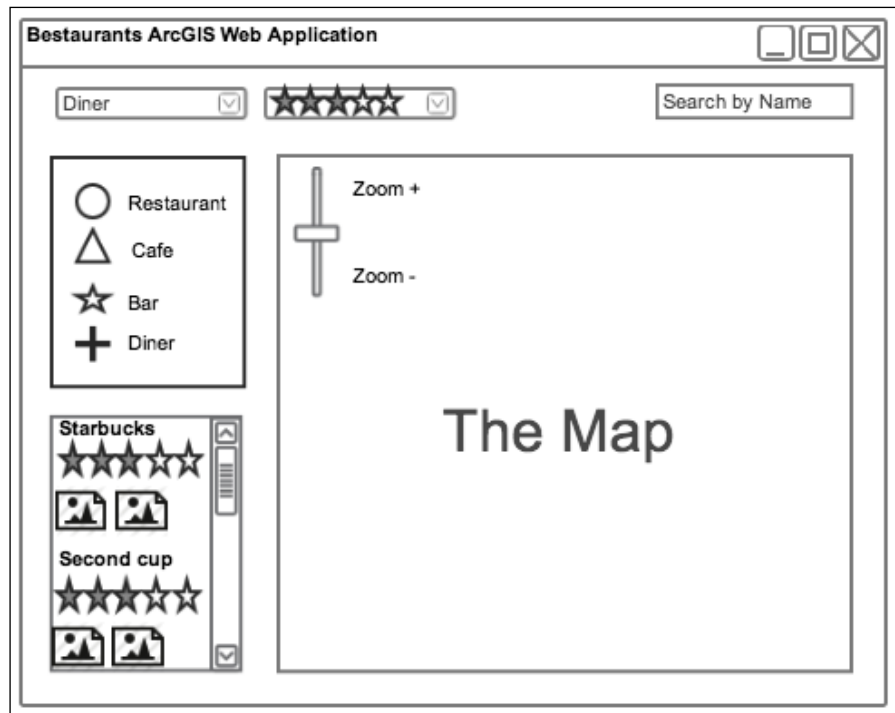 Bestaurants ArcGIS Web Application
Diner
Search by Name
Restaurant
Cafe
Bar
Diner
Zoom +
Zoom -
The Map
Starbucks
Second cup